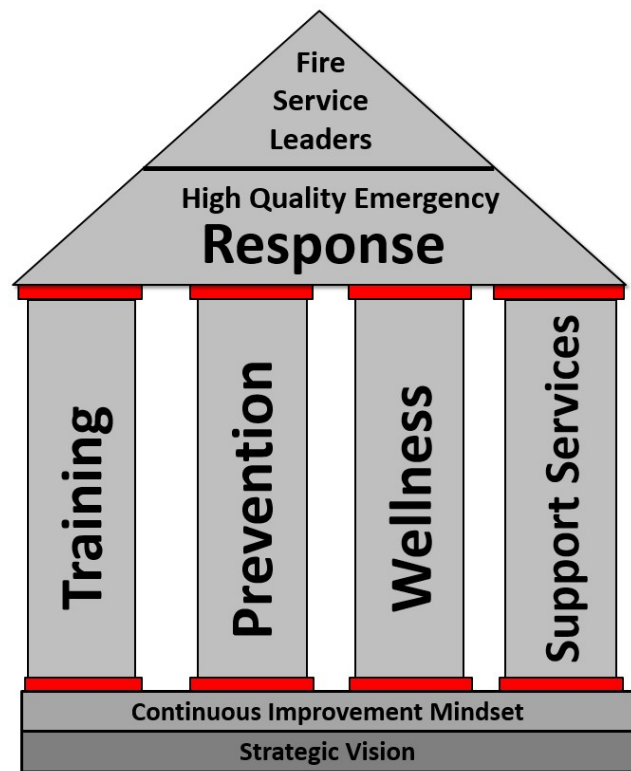 Fire
Service
Leaders
High Quality Emergency
Response
Training
Prevention
Wellness
Support Services
Continuous Improvement Mindset
Strategic Vision